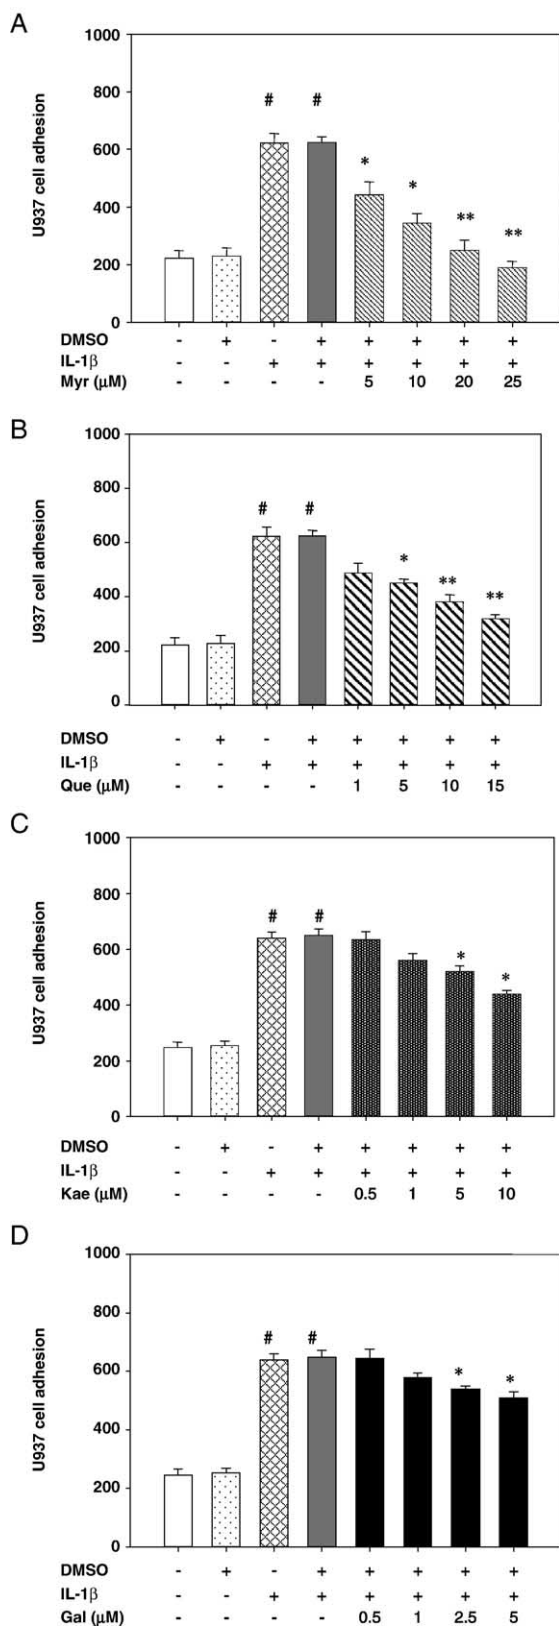 A
1000
800
600
400
200
0
U937 cell adhesion
# # * * ** **
DMSO - + - + + + + +
IL-1β - - + + + + + +
Myr (μM) - - - - 5 10 20 25
B
1000
800
600
400
200
0
U937 cell adhesion
# # * ** **
DMSO - + - + + + + +
IL-1β - - + + + + + +
Que (μM) - - - - 1 5 10 15
C
1000
800
600
400
200
0
U937 cell adhesion
# # * *
DMSO - + - + + + + +
IL-1β - - + + + + + +
Kae (μM) - - - - 0.5 1 5 10
D
1000
800
600
400
200
0
U937 cell adhesion
# # * *
DMSO - + - + + + + +
IL-1β - - + + + + + +
Gal (μM) - - - - 0.5 1 2.5 5